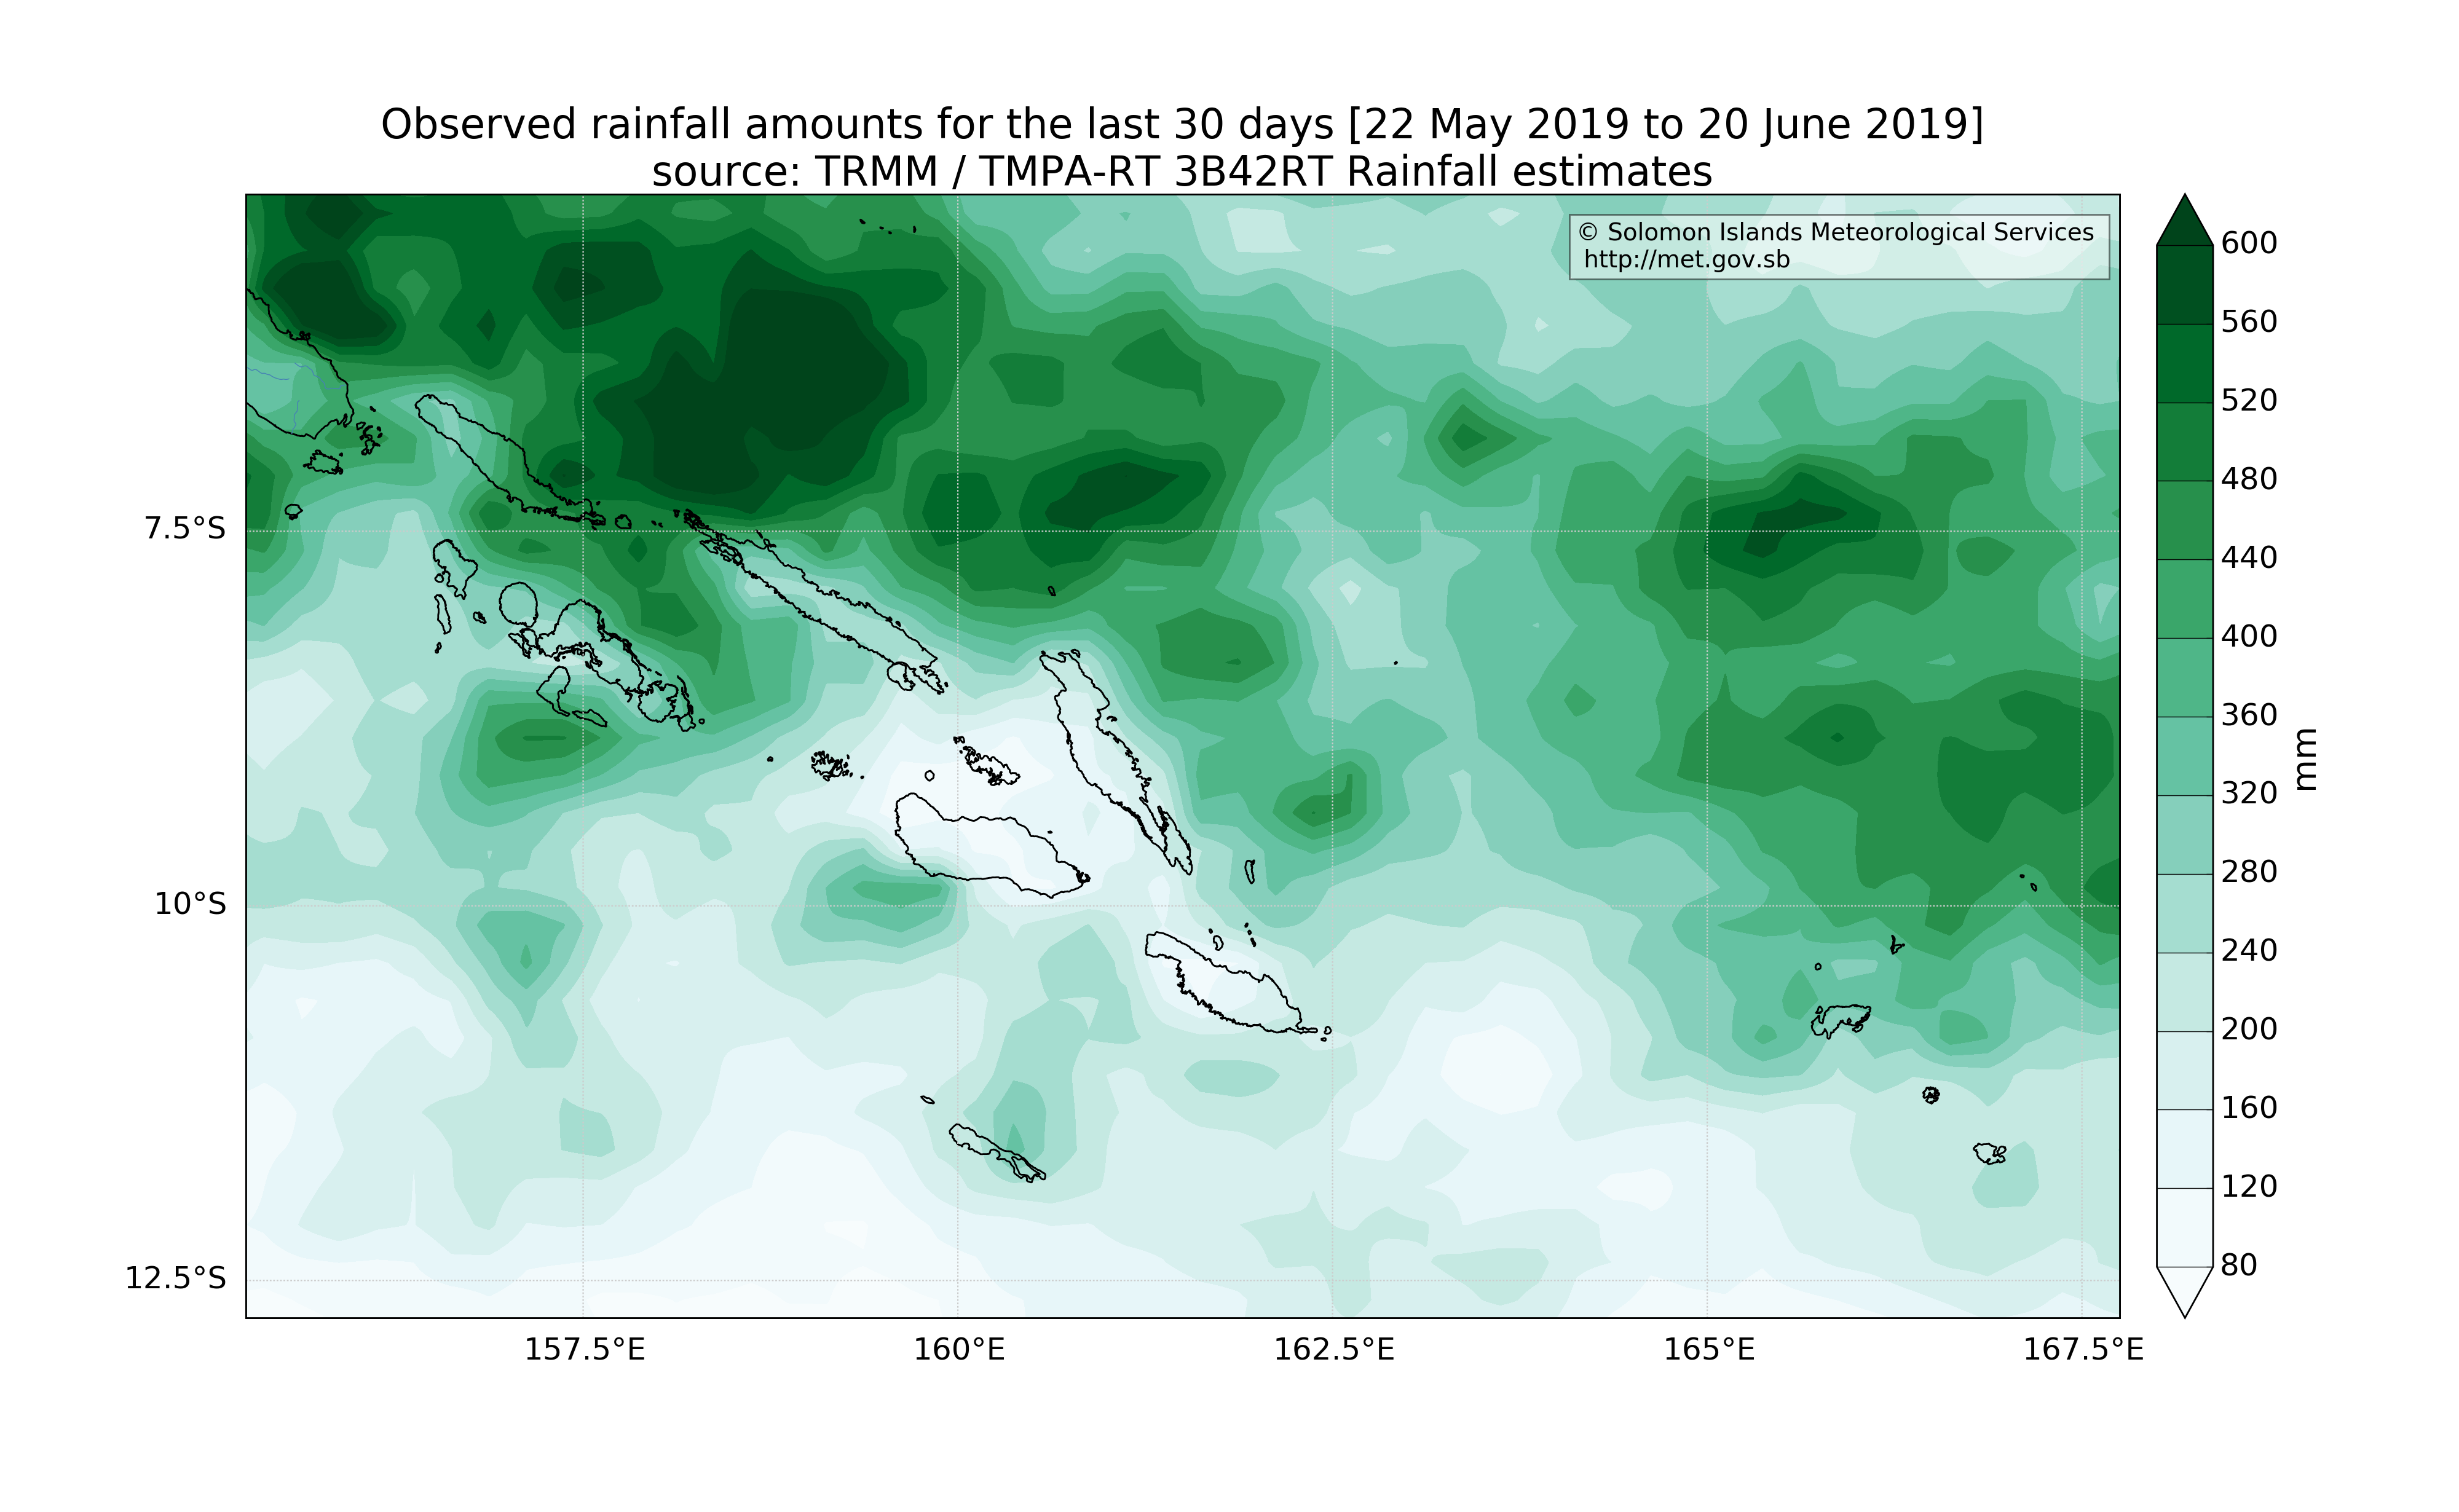 Observed rainfall amounts for the last 30 days [22 May 2019 to 20 June 2019]
source: TRMM / TMPA-RT 3B42RT Rainfall estimates
© Solomon Islands Meteorological Services
http://met.gov.sb
7.5°S
10°S
12.5°S
157.5°E
160°E
162.5°E
165°E
167.5°E
600
560
520
480
440
400
360
320
280
240
200
160
120
80
mm